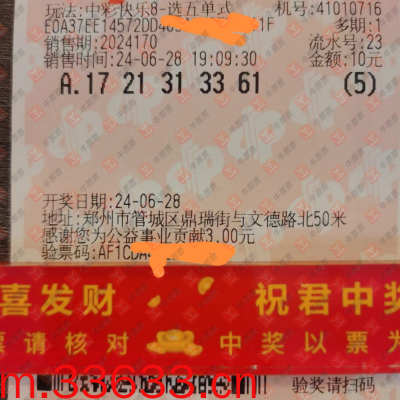 玩法:中彩快乐8-选五单式 机号:41010716
E0A37EE14572DD4 1F 多期:1
销售期:2024170 流水号:23
销售时间:24-06-28 19:09:30 金额:10元
A.17 21 31 33 61 (5)
开奖日期:24-06-28
地址:郑州市管城区鼎瑞街与文德路北50米
感谢您为公益事业贡献3.00元
验票码:AF1CDA
喜发财 祝君中奖
票请核对 中奖以票为
m.33633.cn
验奖请扫码